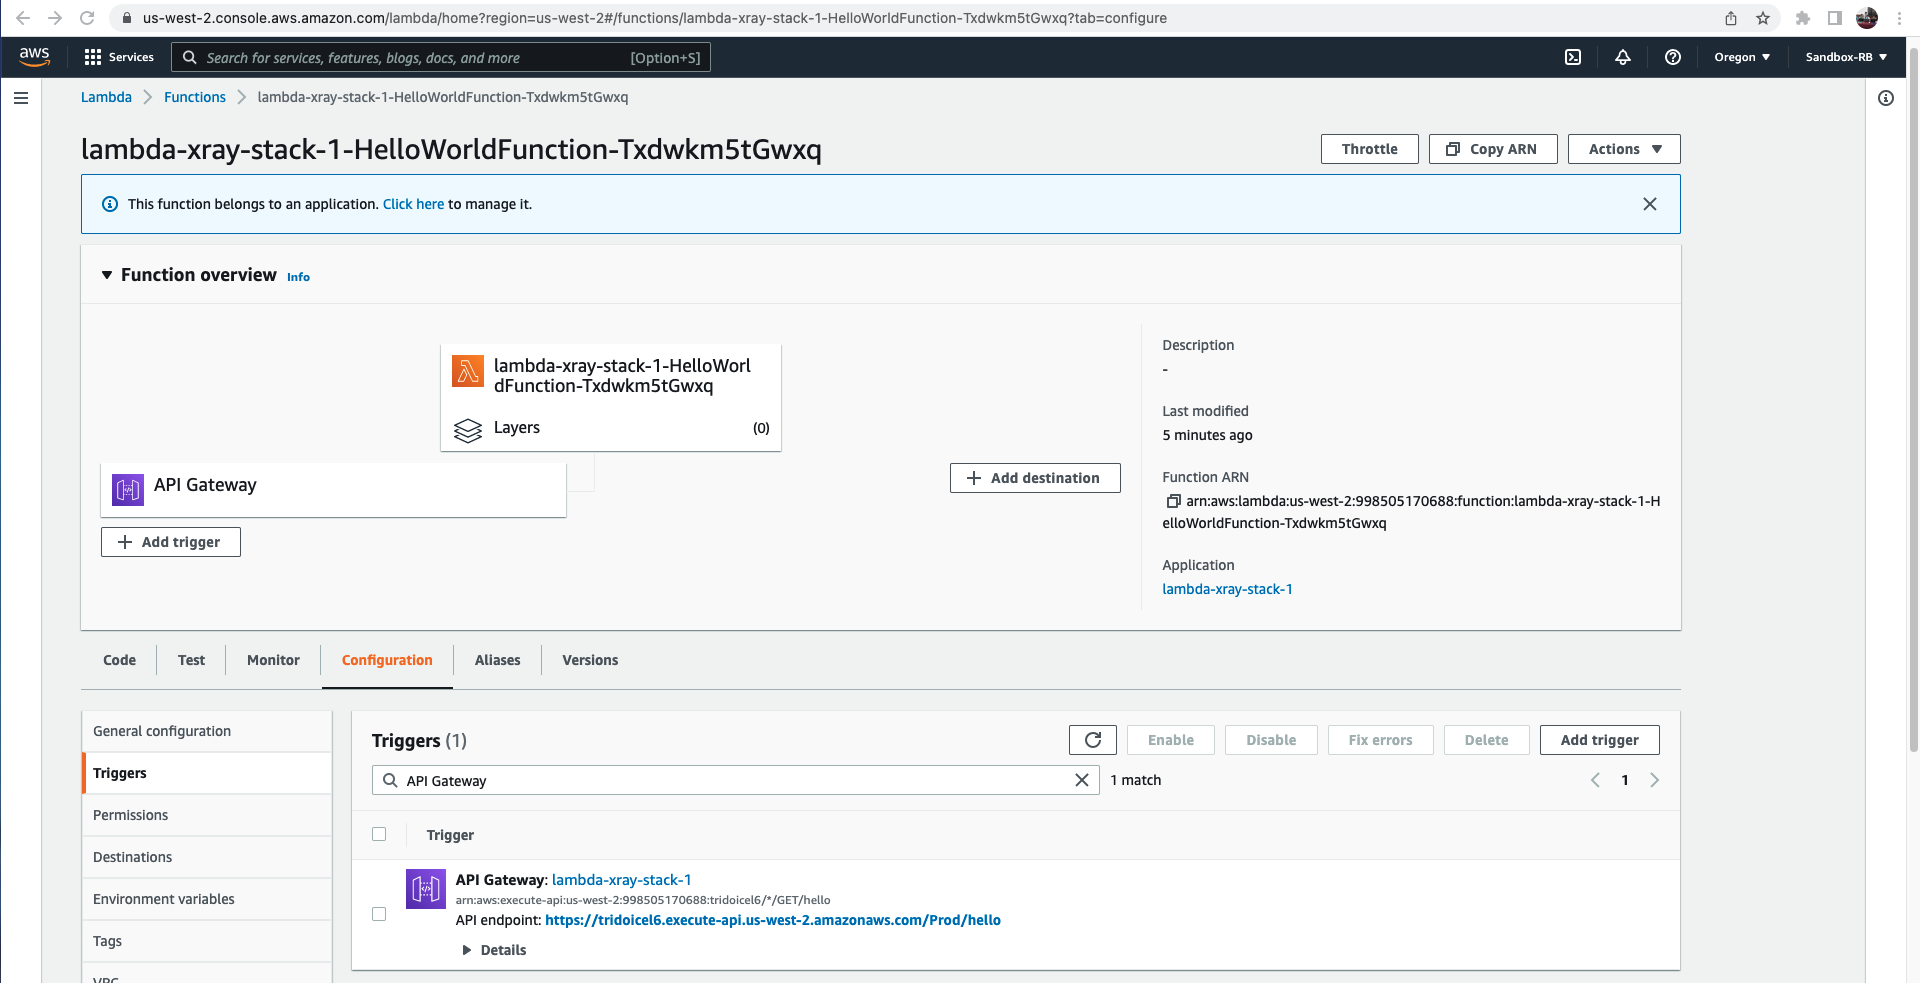 us-west-2.console.aws.amazon.com/lambda/home?region=us-west-2#/functions/lambda-xray-stack-1-HelloWorldFunction-Txdwkm5tGwxq?tab=configure
aws
Services
Search for services, features, blogs, docs, and more
[Option+S]
Oregon
Sandbox-RB
Lambda
Functions
lambda-xray-stack-1-HelloWorldFunction-Txdwkm5tGwxq
lambda-xray-stack-1-HelloWorldFunction-Txdwkm5tGwxq
Throttle
Copy ARN
Actions
This function belongs to an application. Click here to manage it.
Function overview Info
lambda-xray-stack-1-HelloWorl
dFunction-Txdwkm5tGwxq
Layers (0)
API Gateway
Add trigger
Add destination
Description
-
Last modified
5 minutes ago
Function ARN
arn:aws:lambda:us-west-2:998505170688:function:lambda-xray-stack-1-H
elloWorldFunction-Txdwkm5tGwxq
Application
lambda-xray-stack-1
Code
Test
Monitor
Configuration
Aliases
Versions
General configuration
Triggers
Permissions
Destinations
Environment variables
Tags
VPC
Triggers (1)
Enable
Disable
Fix errors
Delete
Add trigger
API Gateway
1 match
1
Trigger
API Gateway: lambda-xray-stack-1
arn:aws:execute-api:us-west-2:998505170688:tridoicel6/*/GET/hello
API endpoint: https://tridoicel6.execute-api.us-west-2.amazonaws.com/Prod/hello
Details